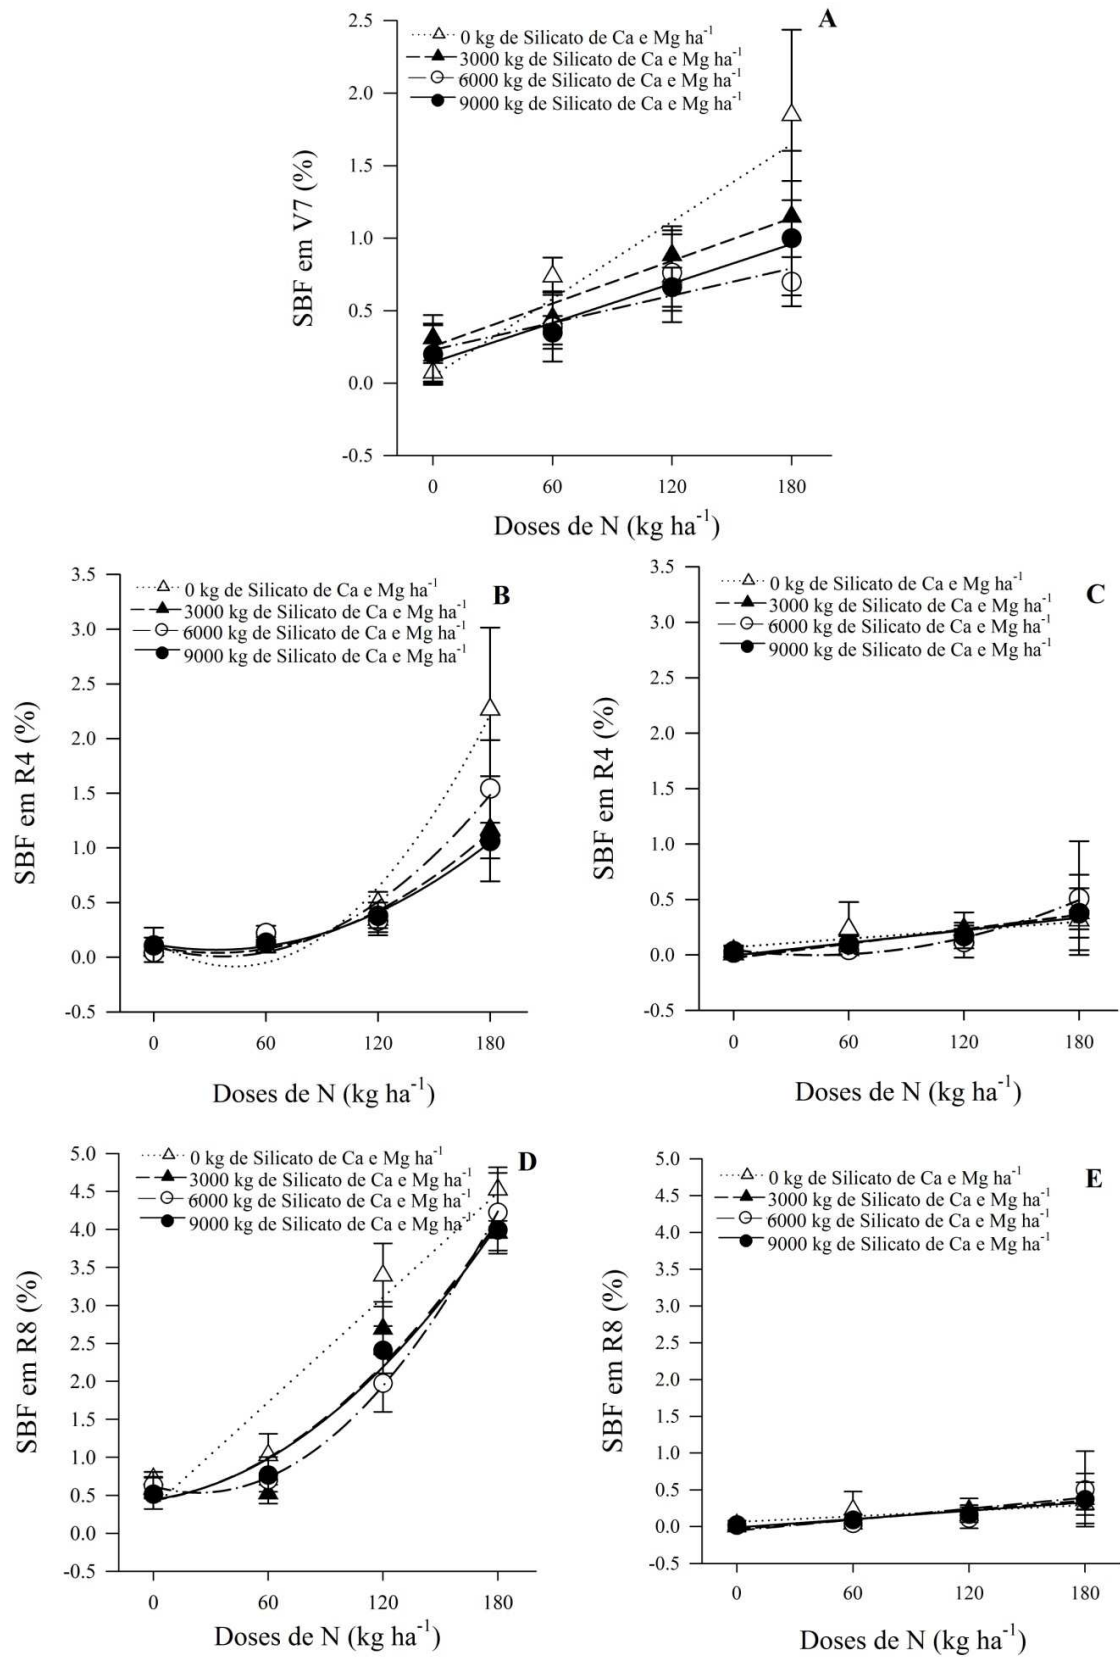 A
0 kg de Silicato de Ca e Mg ha⁻¹
3000 kg de Silicato de Ca e Mg ha⁻¹
6000 kg de Silicato de Ca e Mg ha⁻¹
9000 kg de Silicato de Ca e Mg ha⁻¹
SBF em V7 (%)
2.5
2.0
1.5
1.0
0.5
0.0
-0.5
0 60 120 180
Doses de N (kg ha⁻¹)
B
0 kg de Silicato de Ca e Mg ha⁻¹
3000 kg de Silicato de Ca e Mg ha⁻¹
6000 kg de Silicato de Ca e Mg ha⁻¹
9000 kg de Silicato de Ca e Mg ha⁻¹
SBF em R4 (%)
3.5
3.0
2.5
2.0
1.5
1.0
0.5
0.0
-0.5
0 60 120 180
Doses de N (kg ha⁻¹)
C
0 kg de Silicato de Ca e Mg ha⁻¹
3000 kg de Silicato de Ca e Mg ha⁻¹
6000 kg de Silicato de Ca e Mg ha⁻¹
9000 kg de Silicato de Ca e Mg ha⁻¹
SBF em R4 (%)
3.5
3.0
2.5
2.0
1.5
1.0
0.5
0.0
-0.5
0 60 120 180
Doses de N (kg ha⁻¹)
D
0 kg de Silicato de Ca e Mg ha⁻¹
3000 kg de Silicato de Ca e Mg ha⁻¹
6000 kg de Silicato de Ca e Mg ha⁻¹
9000 kg de Silicato de Ca e Mg ha⁻¹
SBF em R8 (%)
5.0
4.5
4.0
3.5
3.0
2.5
2.0
1.5
1.0
0.5
0.0
-0.5
0 60 120 180
Doses de N (kg ha⁻¹)
E
0 kg de Silicato de Ca e Mg ha⁻¹
3000 kg de Silicato de Ca e Mg ha⁻¹
6000 kg de Silicato de Ca e Mg ha⁻¹
9000 kg de Silicato de Ca e Mg ha⁻¹
SBF em R8 (%)
5.0
4.5
4.0
3.5
3.0
2.5
2.0
1.5
1.0
0.5
0.0
-0.5
0 60 120 180
Doses de N (kg ha⁻¹)